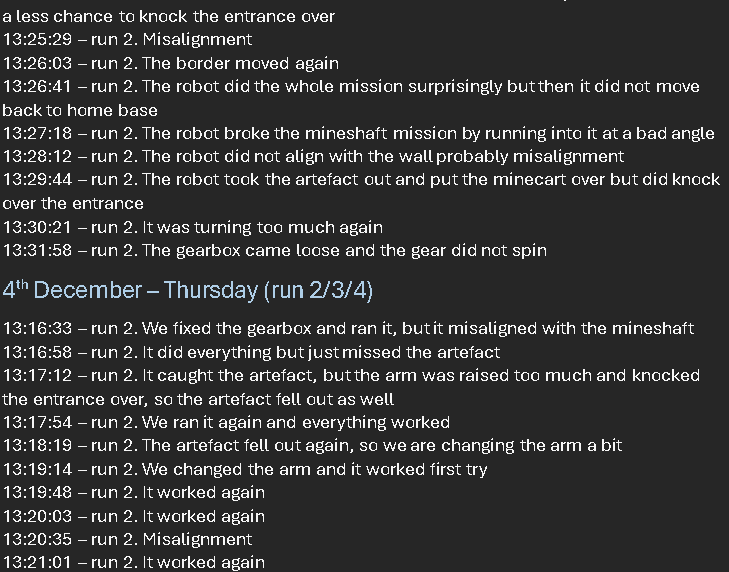 a less chance to knock the entrance over
13:25:29 – run 2. Misalignment
13:26:03 – run 2. The border moved again
13:26:41 – run 2. The robot did the whole mission surprisingly but then it did not move
back to home base
13:27:18 – run 2. The robot broke the mineshaft mission by running into it at a bad angle
13:28:12 – run 2. The robot did not align with the wall probably misalignment
13:29:44 – run 2. The robot took the artefact out and put the minecart over but did knock
over the entrance
13:30:21 – run 2. It was turning too much again
13:31:58 – run 2. The gearbox came loose and the gear did not spin
4th December – Thursday (run 2/3/4)
13:16:33 – run 2. We fixed the gearbox and ran it, but it misaligned with the mineshaft
13:16:58 – run 2. It did everything but just missed the artefact
13:17:12 – run 2. It caught the artefact, but the arm was raised too much and knocked
the entrance over, so the artefact fell out as well
13:17:54 – run 2. We ran it again and everything worked
13:18:19 – run 2. The artefact fell out again, so we are changing the arm a bit
13:19:14 – run 2. We changed the arm and it worked first try
13:19:48 – run 2. It worked again
13:20:03 – run 2. It worked again
13:20:35 – run 2. Misalignment
13:21:01 – run 2. It worked again